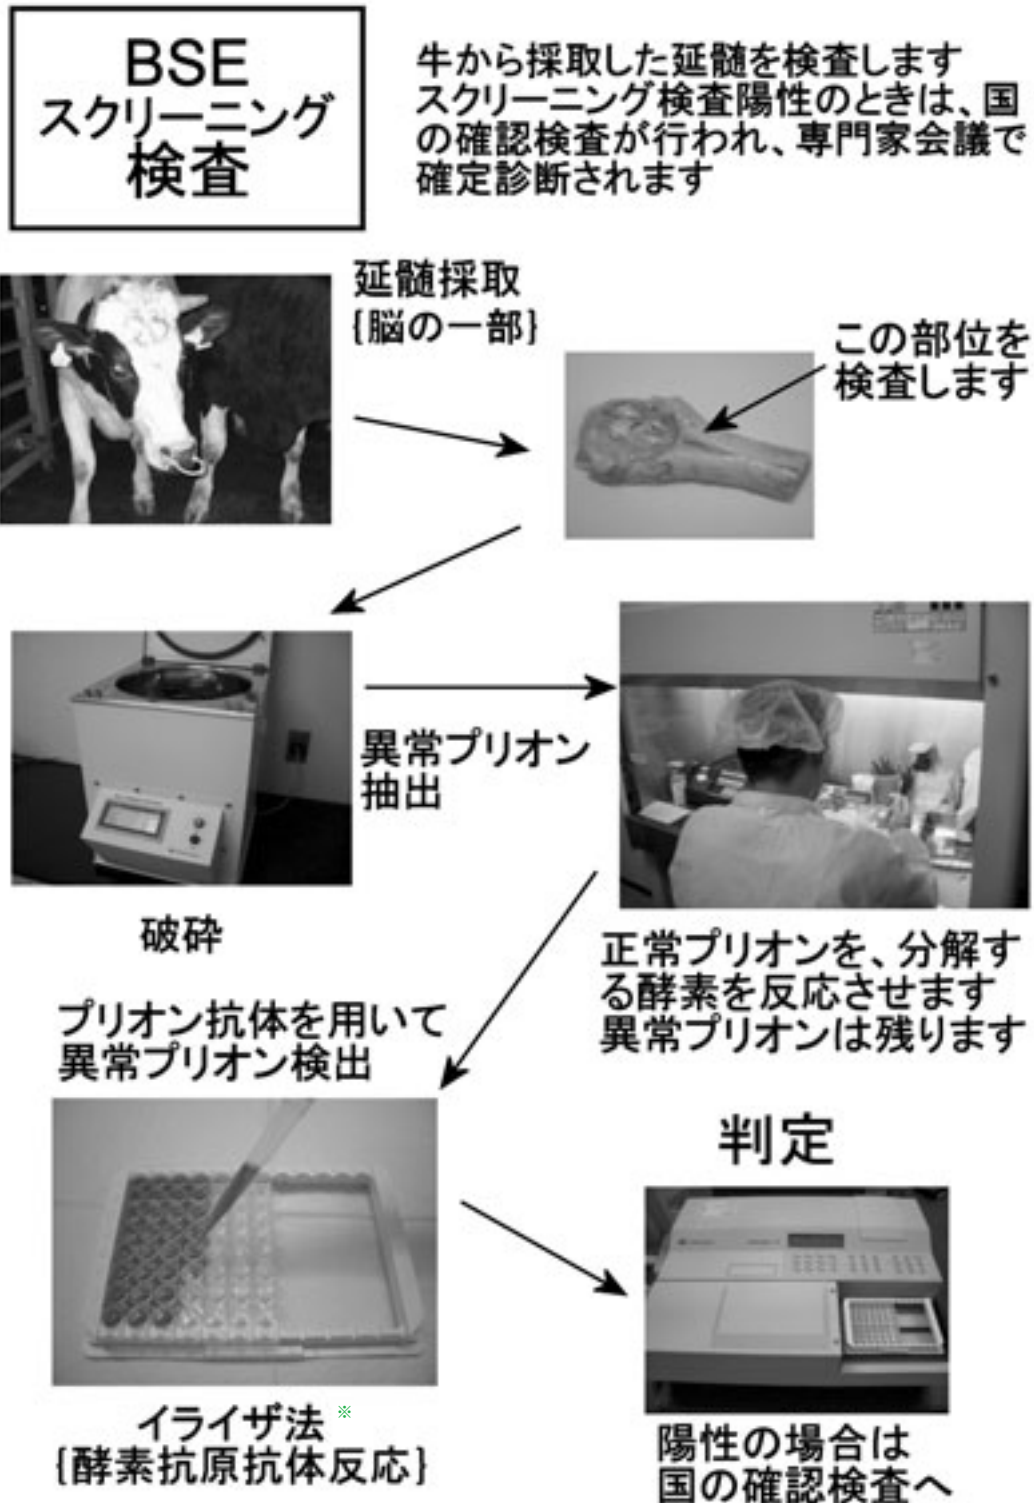 BSE
スクリーニング
検査
牛から採取した延髄を検査します
スクリーニング検査陽性のときは、国
の確認検査が行われ、専門家会議で
確定診断されます
延髄採取
{脳の一部}
この部位を
検査します
異常プリオン
抽出
破砕
正常プリオンを、分解す
る酵素を反応させます
異常プリオンは残ります
プリオン抗体を用いて
異常プリオン検出
イライザ法 ※
{酵素抗原抗体反応}
判定
陽性の場合は
国の確認検査へ